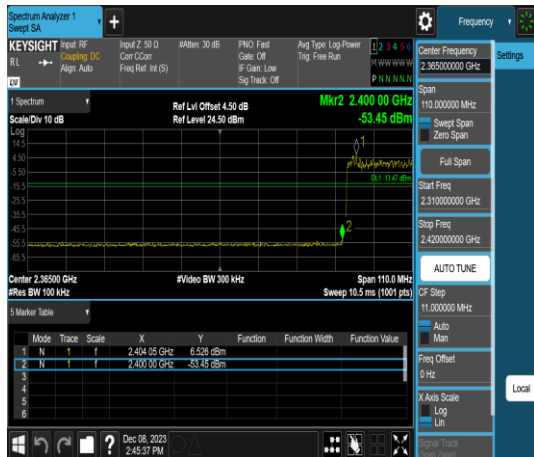 Spectrum Analyzer 1
Swept SA
Frequency
KEYSIGHT
RL
LXI
Input: RF
Coupling: DC
Align: Auto
Input Z: 50 Ω
Corr CCorr
Freq Ref: Int (S)
#Atten: 30 dB
PNO: Fast
Gate: Off
IF Gain: Low
Sig Track: Off
Avg Type: Log-Power
Trig: Free Run
1 2 3 4 5 6
M W W W W W
P N N N N N
Center Frequency
2.365000000 GHz
Settings
Span
110.000000 MHz
Swept Span
Zero Span
Full Span
Start Freq
2.310000000 GHz
Stop Freq
2.420000000 GHz
AUTO TUNE
CF Step
11.000000 MHz
Auto
Man
Freq Offset
0 Hz
X Axis Scale
Log
Lin
Signal Track
(Span Zoom)
Local
1 Spectrum
Scale/Div 10 dB
Ref Lvl Offset 4.50 dB
Ref Level 24.50 dBm
Mkr2 2.400 00 GHz
-53.45 dBm
Log
14.5
4.50
-5.50
-15.5
-25.5
-35.5
-45.5
-55.5
-65.5
1
DL1 -13.47 dBm
2
Center 2.36500 GHz
#Res BW 100 kHz
#Video BW 300 kHz
Span 110.0 MHz
Sweep 10.5 ms (1001 pts)
5 Marker Table
Mode Trace Scale X Y Function Function Width Function Value
1 N 1 f 2.404 05 GHz 6.526 dBm
2 N 1 f 2.400 00 GHz -53.45 dBm
3
4
5
6
?
Dec 08, 2023
2:45:37 PM